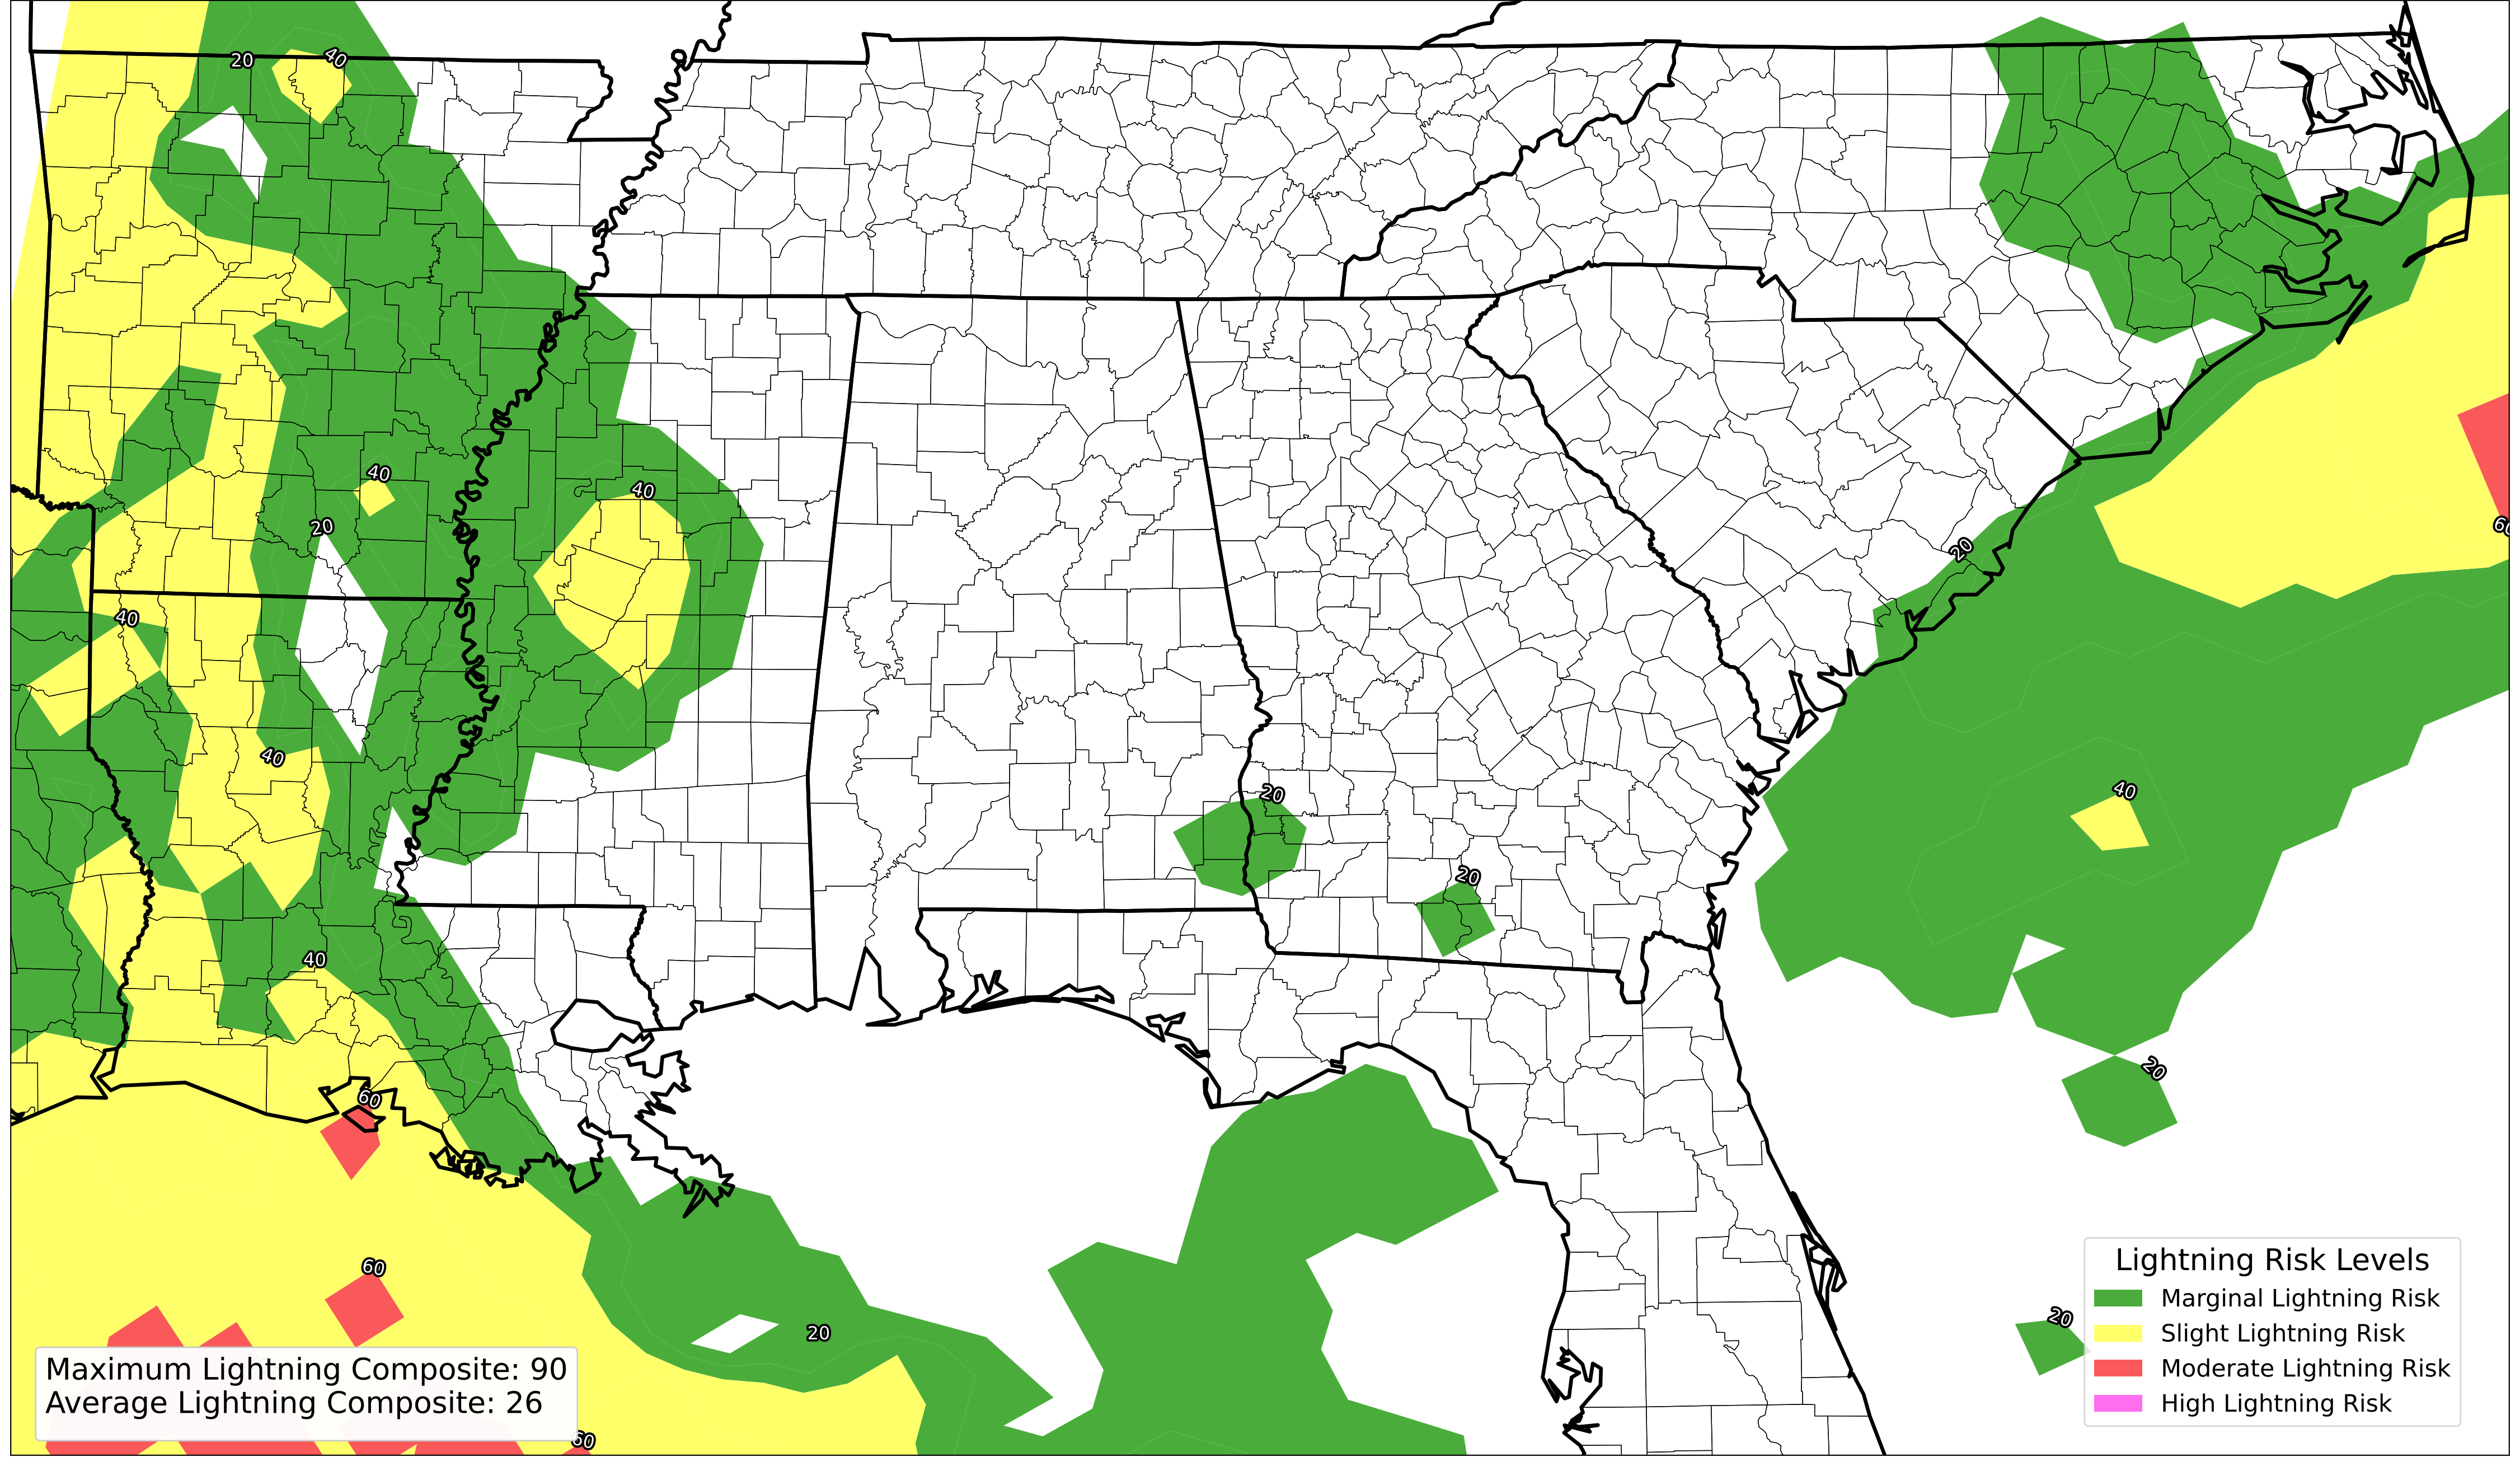 20
40
40
40
20
60
20
40
40
40
20
20
40
60
20
60
20
20
60
Lightning Risk Levels
Marginal Lightning Risk
Slight Lightning Risk
Moderate Lightning Risk
High Lightning Risk
Maximum Lightning Composite: 90
Average Lightning Composite: 26